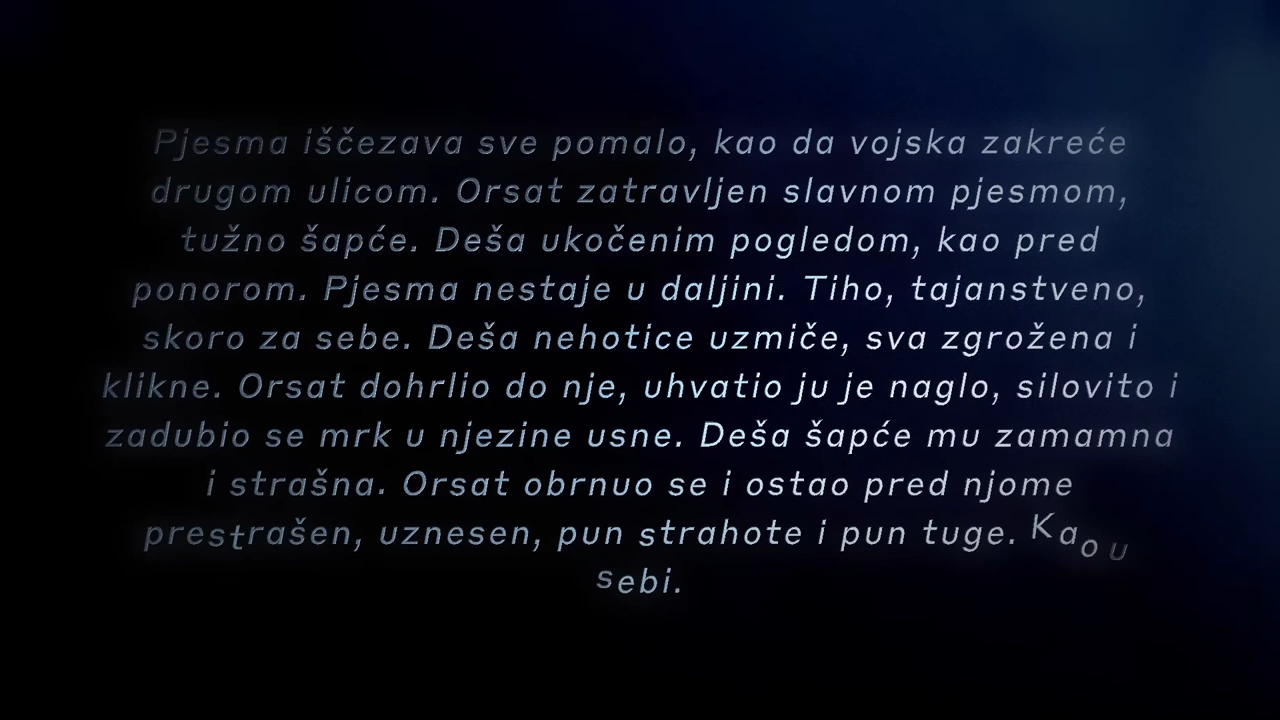 Pjesma iščezava sve pomalo, kao da vojska zakreće
drugom ulicom. Orsat zatravljen slavnom pjesmom,
tužno šapće. Deša ukočenim pogledom, kao pred
ponorom. Pjesma nestaje u daljini. Tiho, tajanstveno,
skoro za sebe. Deša nehotice uzmiče, sva zgrožena i
klikne. Orsat dohrlio do nje, uhvatio ju je naglo, silovito i
zadubio se mrk u njezine usne. Deša šapće mu zamamna
i strašna. Orsat obrnuo se i ostao pred njome
prestrašen, uznesen, pun strahote i pun tuge. Kao u
sebi.